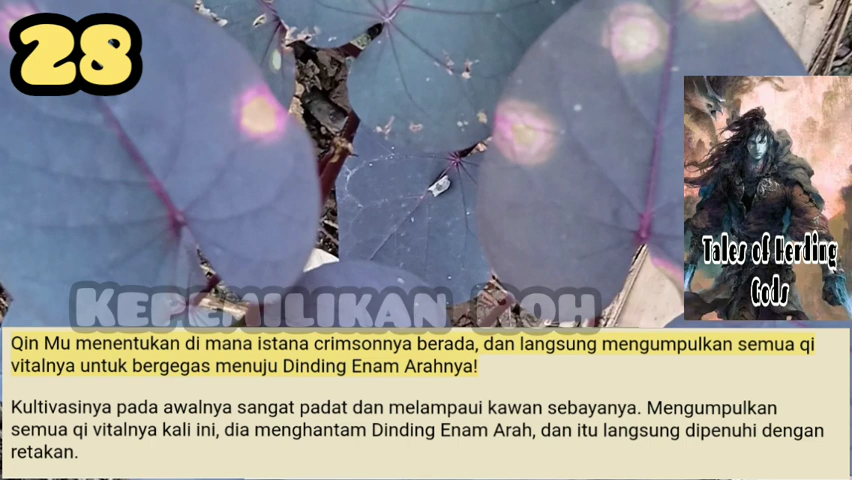 28
Tales of Herding
Gods
KEPEMILIKAN ROH
Qin Mu menentukan di mana istana crimsonnya berada, dan langsung mengumpulkan semua qi
vitalnya untuk bergegas menuju Dinding Enam Arahnya!
Kultivasinya pada awalnya sangat padat dan melampaui kawan sebayanya. Mengumpulkan
semua qi vitalnya kali ini, dia menghantam Dinding Enam Arah, dan itu langsung dipenuhi dengan
retakan.